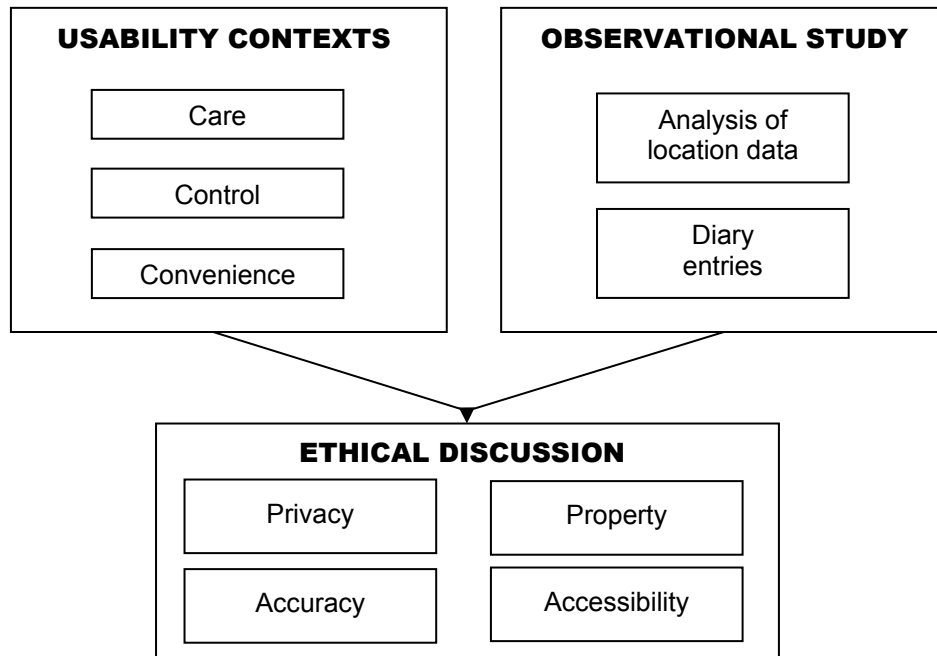 USABILITY CONTEXTS
Care
Control
Convenience
OBSERVATIONAL STUDY
Analysis of
location data
Diary
entries
ETHICAL DISCUSSION
Privacy
Property
Accuracy
Accessibility